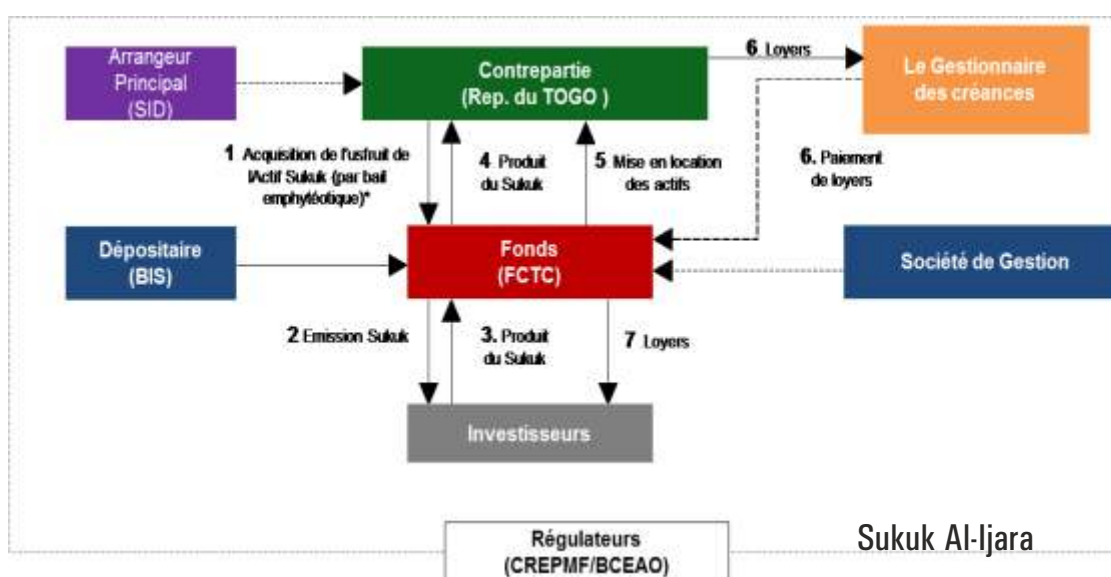 Arrangeur
Principal
(SID)
Contrepartie
(Rep. du TOGO )
6 Loyers
Le Gestionnaire
des créances
1 Acquisition de l'usfruit de
l'Actif Sukuk (par bail
emphytéotique)*
4 Produit
du Sukuk
5 Mise en location
des actifs
6. Paiement
de loyers
Dépositaire
(BIS)
Fonds
(FCTC)
Société de Gestion
2 Emission Sukuk
3. Produit
du Sukuk
7 Loyers
Investisseurs
Régulateurs
(CREPMF/BCEAO)
Sukuk Al-Ijara